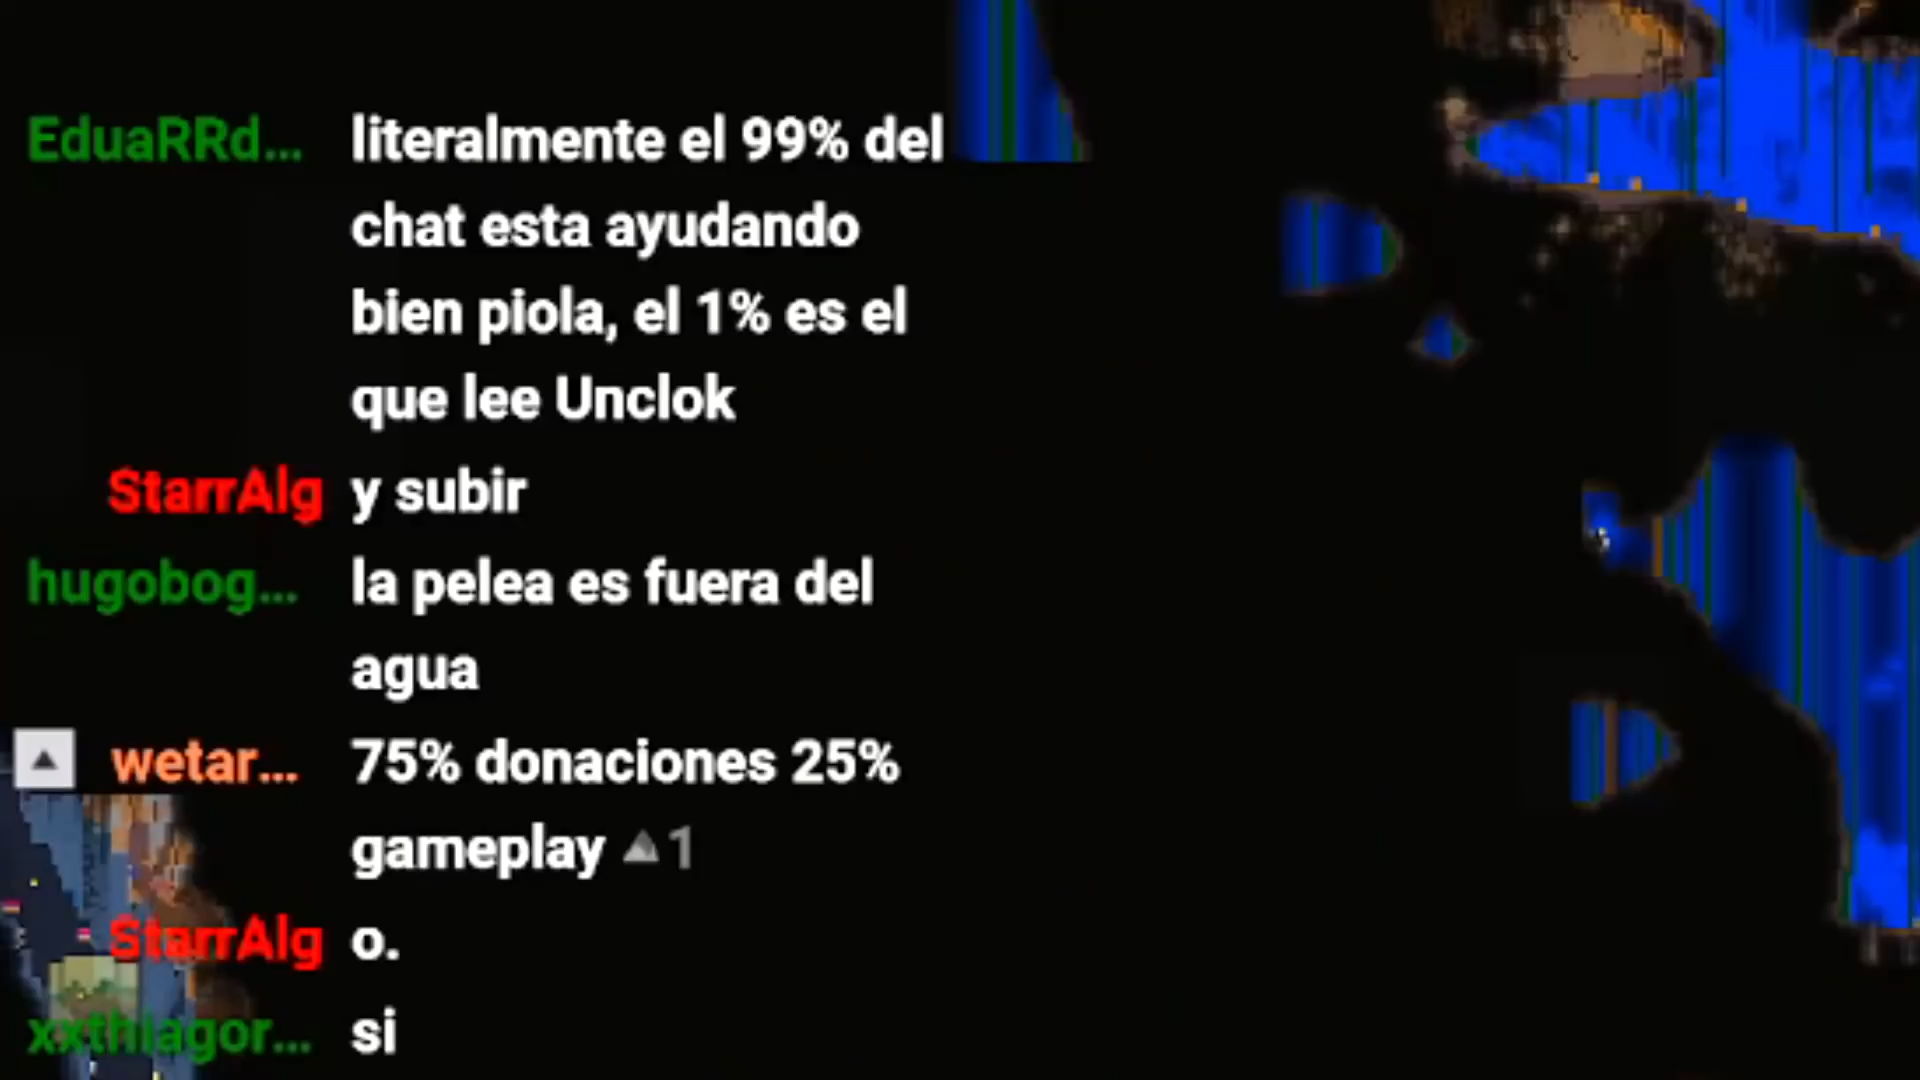 EduaRRd... literalmente el 99% del
chat esta ayudando
bien piola, el 1% es el
que lee Unclok
StarrAlg y subir
hugobog... la pelea es fuera del
agua
wetar... 75% donaciones 25%
gameplay 1
StarrAlg o.
xxthiagor... si